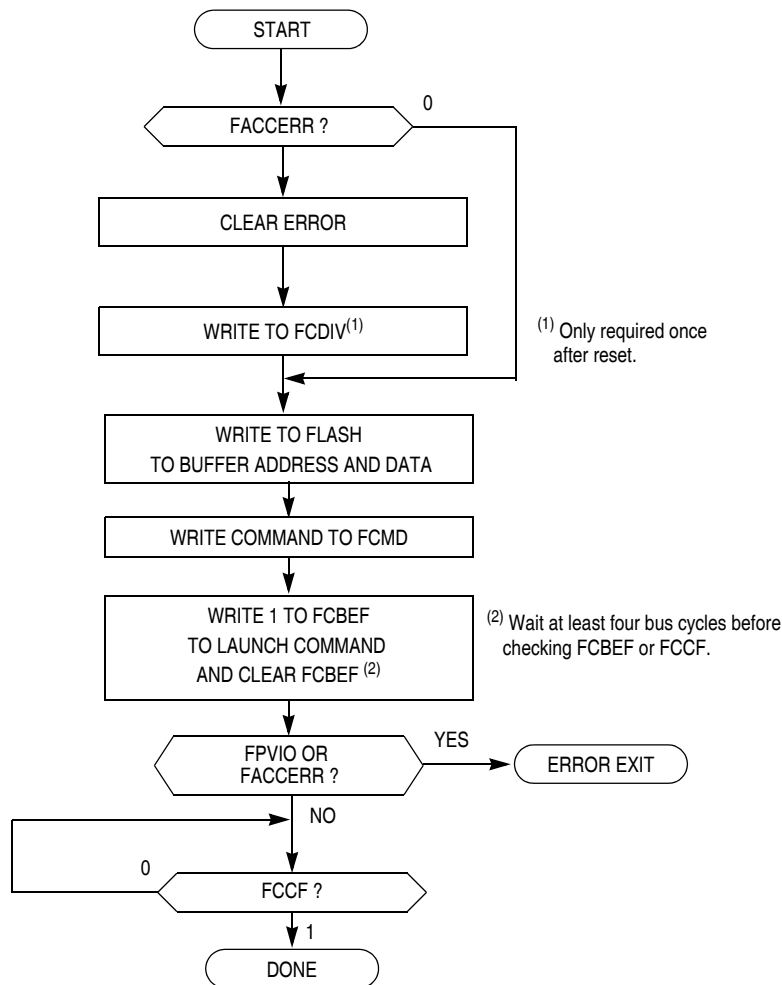 START
0
FACCERR ?
CLEAR ERROR
WRITE TO FCDIV(1)
(1) Only required once
after reset.
WRITE TO FLASH
TO BUFFER ADDRESS AND DATA
WRITE COMMAND TO FCMD
WRITE 1 TO FCBEF
TO LAUNCH COMMAND
AND CLEAR FCBEF (2)
(2) Wait at least four bus cycles before
checking FCBEF or FCCF.
FPVIO OR
FACCERR ?
YES
ERROR EXIT
NO
0
FCCF ?
1
DONE